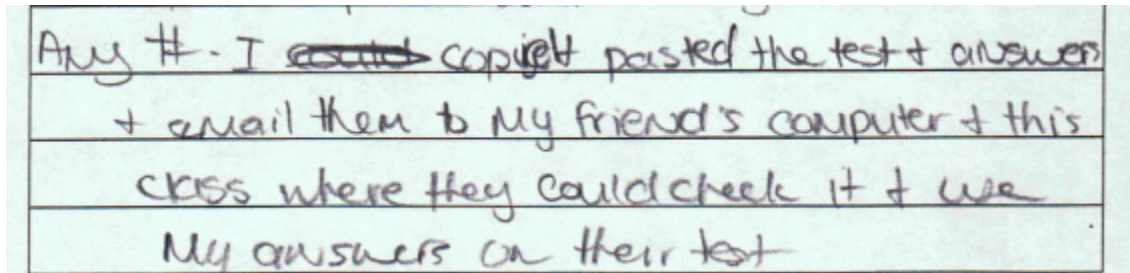 Any #. I could copied + pasted the test + answers
+ email them to my friend's computer + this
class where they could check it + use
My answers on their test